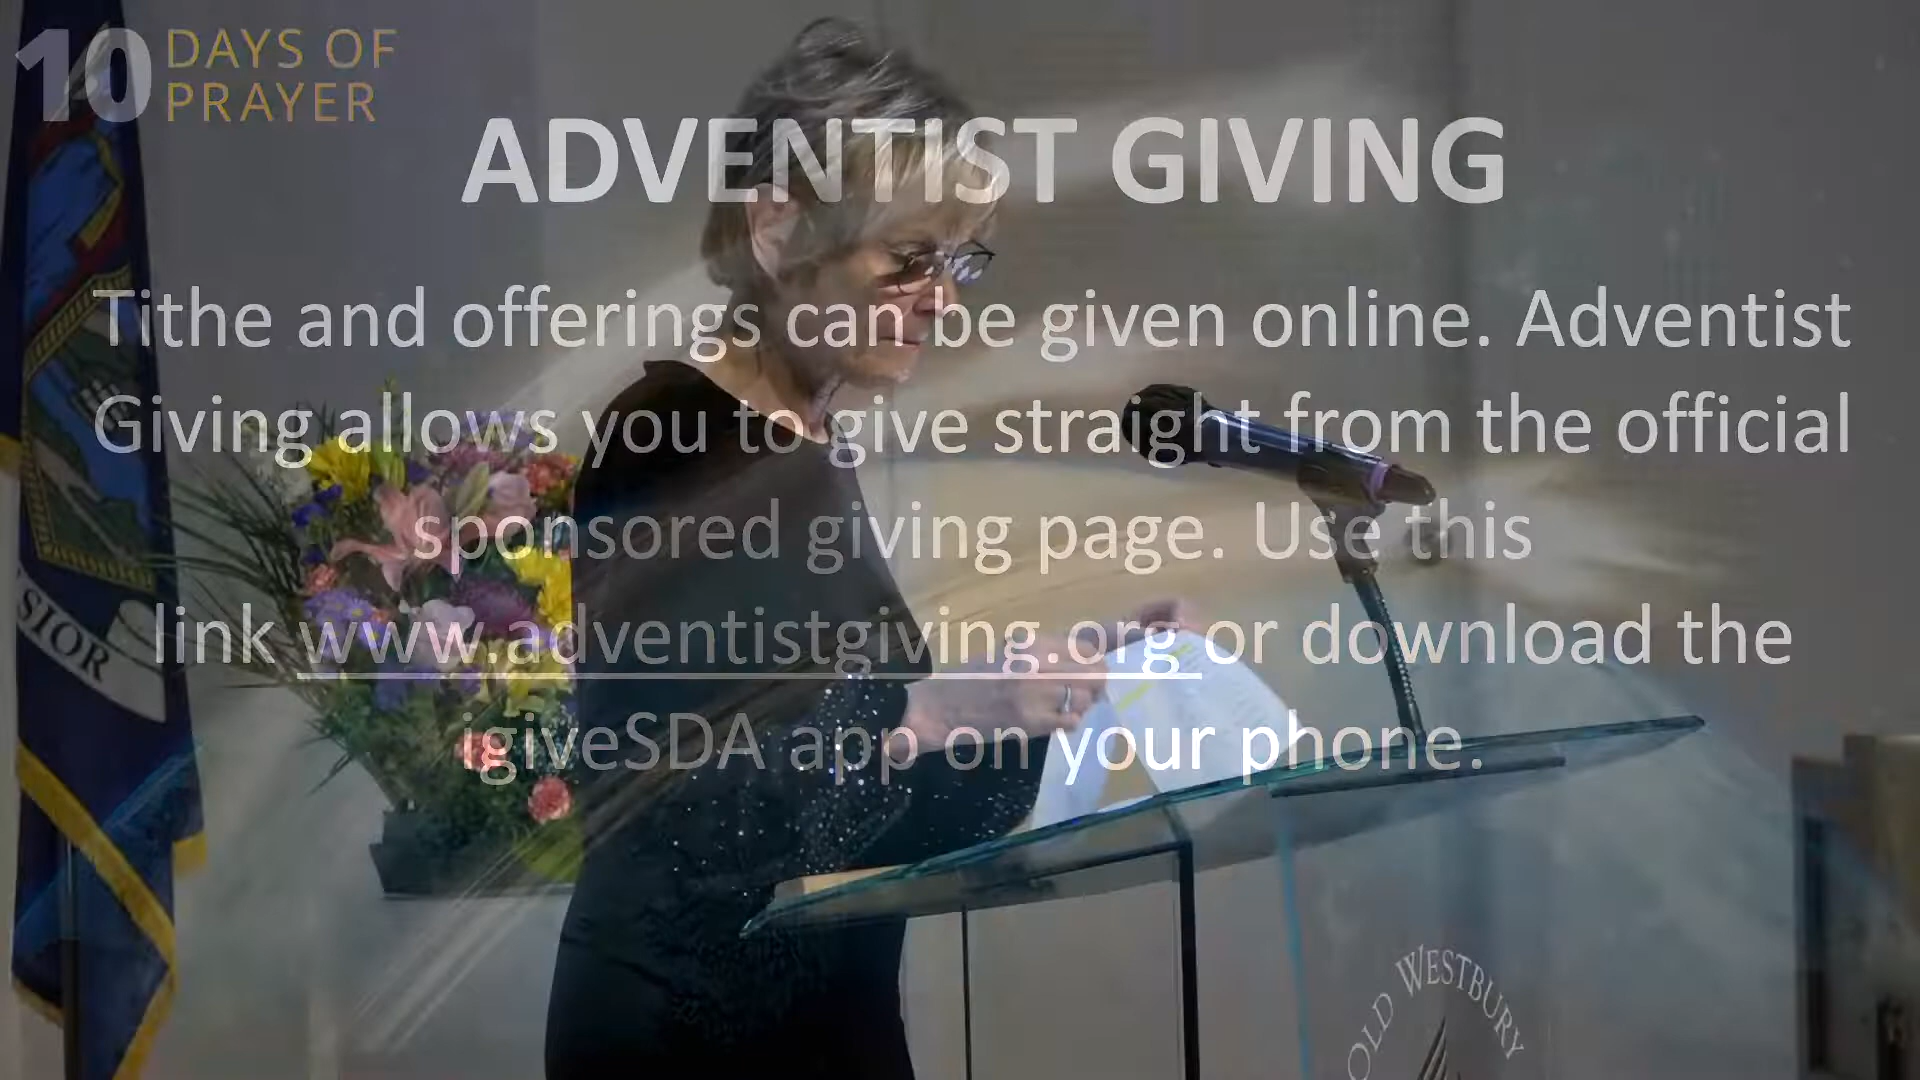 10 DAYS OF
PRAYER
ADVENTIST GIVING
Tithe and offerings can be given online. Adventist
Giving allows you to give straight from the official
sponsored giving page. Use this
link www.adventistgiving.org or download the
igiveSDA app on your phone.
SIOR
OLD WESTBURY